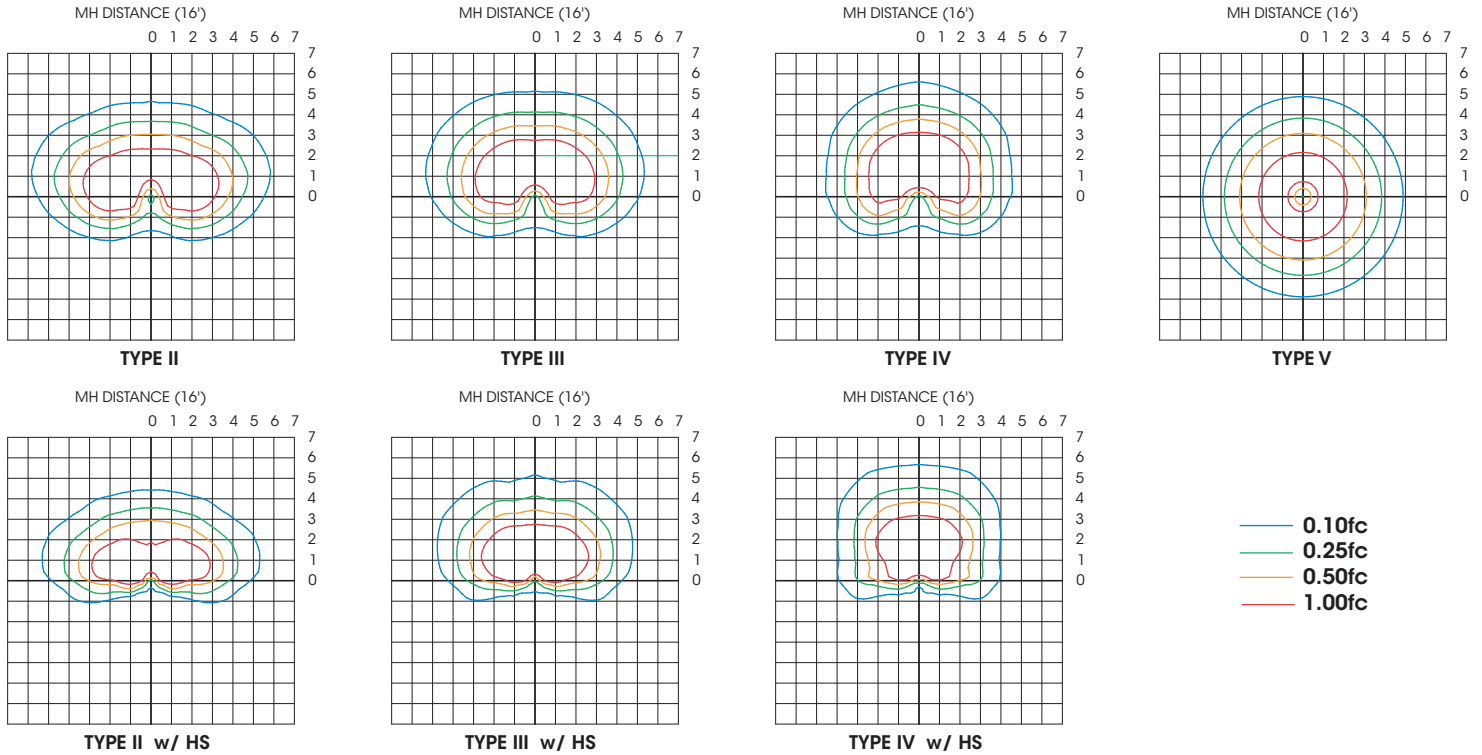 MH DISTANCE (16')
0 1 2 3 4 5 6 7
7
6
5
4
3
2
1
0
TYPE II
MH DISTANCE (16')
0 1 2 3 4 5 6 7
7
6
5
4
3
2
1
0
TYPE III
MH DISTANCE (16')
0 1 2 3 4 5 6 7
7
6
5
4
3
2
1
0
TYPE IV
MH DISTANCE (16')
0 1 2 3 4 5 6 7
7
6
5
4
3
2
1
0
TYPE V
MH DISTANCE (16')
0 1 2 3 4 5 6 7
7
6
5
4
3
2
1
0
TYPE II w/ HS
MH DISTANCE (16')
0 1 2 3 4 5 6 7
7
6
5
4
3
2
1
0
TYPE III w/ HS
MH DISTANCE (16')
0 1 2 3 4 5 6 7
7
6
5
4
3
2
1
0
TYPE IV w/ HS
0.10fc
0.25fc
0.50fc
1.00fc